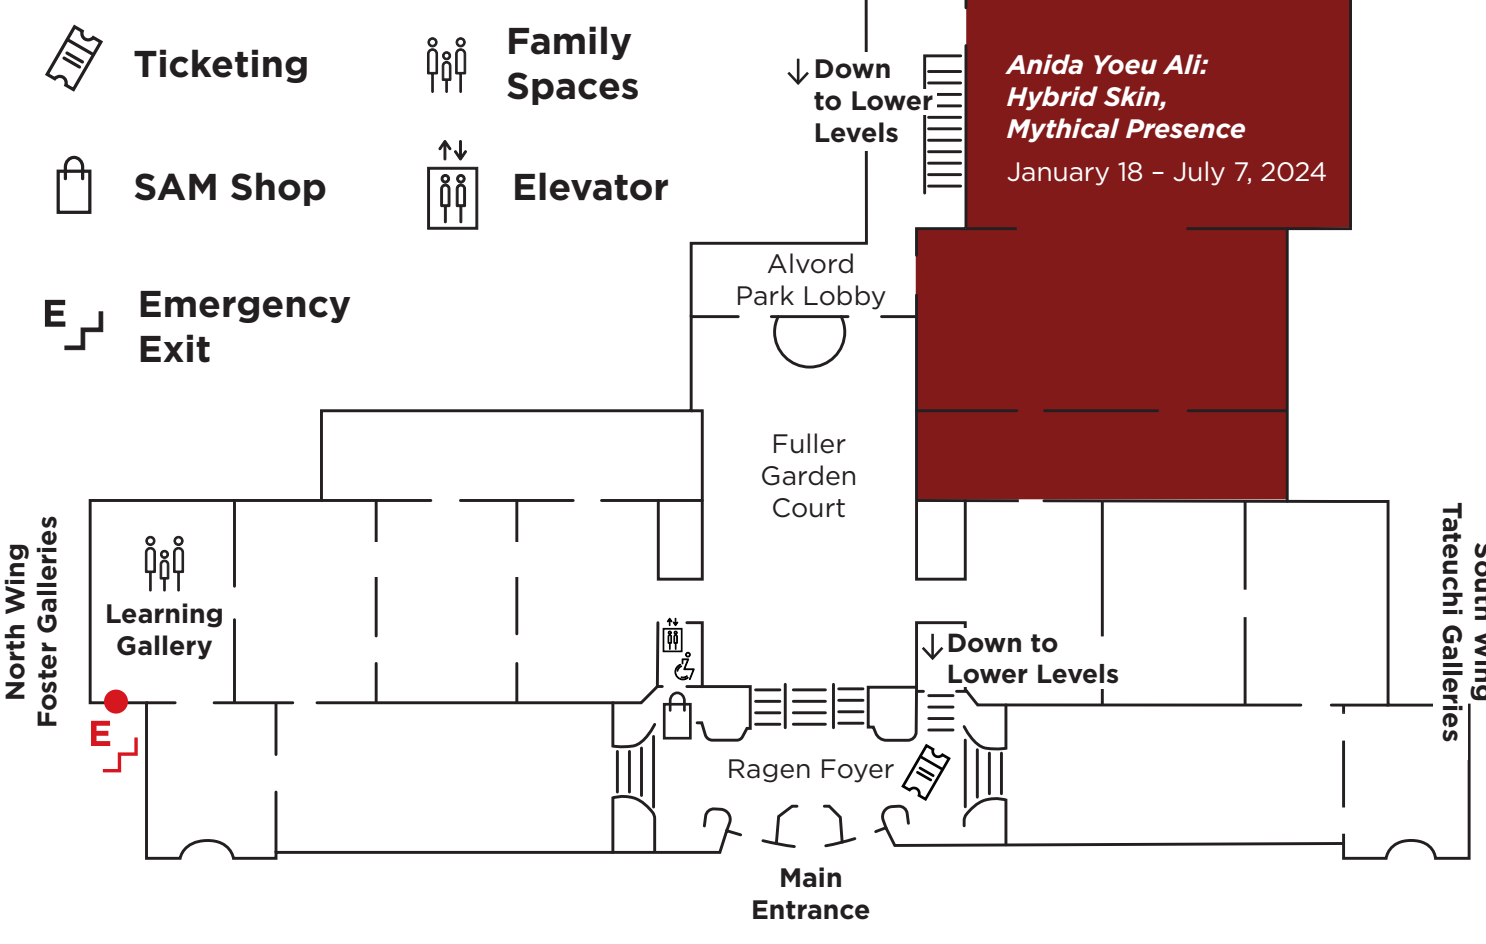 Ticketing
Family
Spaces
SAM Shop
Elevator
E
Emergency
Exit
↓ Down
to Lower
Levels
Anida Yoeu Ali:
Hybrid Skin,
Mythical Presence
January 18 – July 7, 2024
Alvord
Park Lobby
Fuller
Garden
Court
North Wing
Foster Galleries
Learning
Gallery
E
↓ Down to
Lower Levels
South Wing
Tateuchi Galleries
Ragen Foyer
Main
Entrance